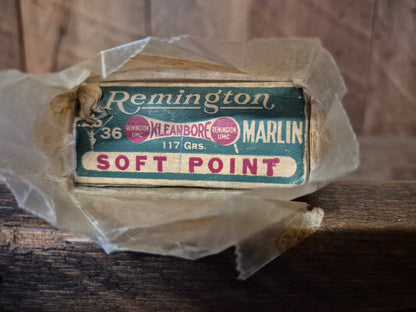 Remington
36 REMINGTON UMC KLEANBORE REMINGTON UMC MARLIN
117 GRS.
SOFT POINT